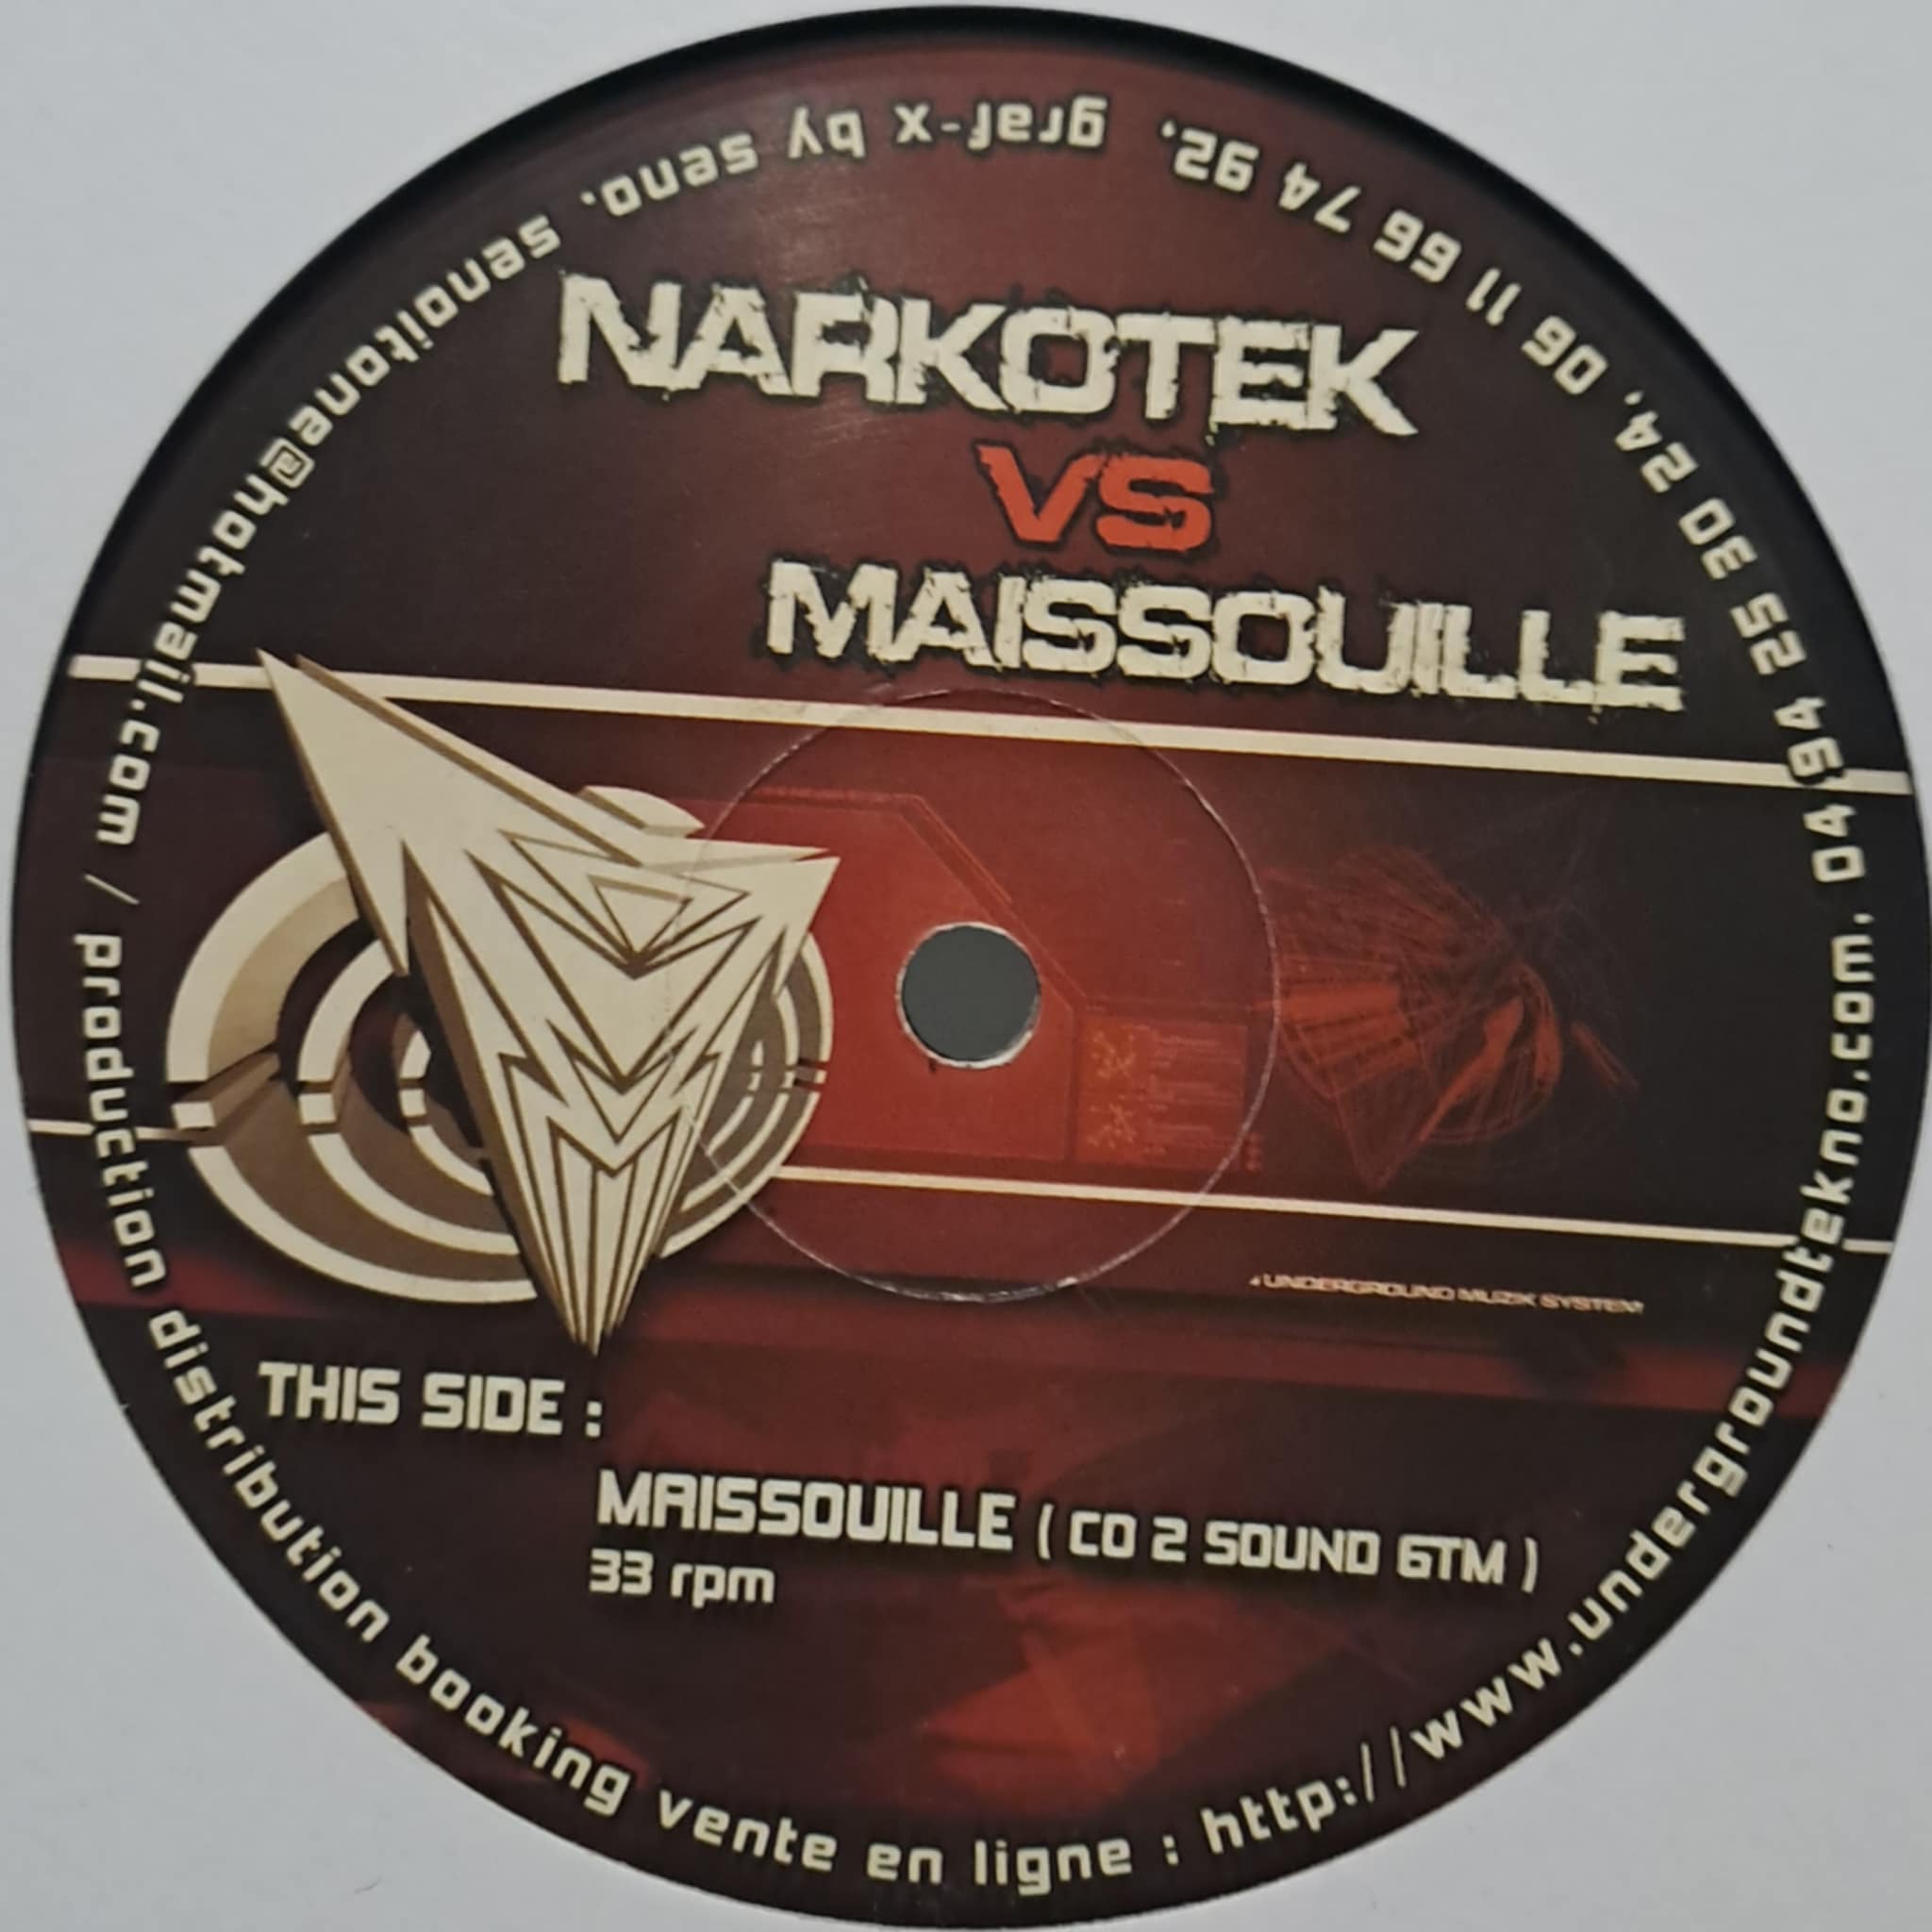 NARKOTEK
VS
MAISSOUILLE
UNDERGROUND MUZIK SYSTEM
THIS SIDE :
MAISSOUILLE ( CO 2 SOUND 6TM )
33 rpm
graf-x by seno. senoitane@hotmail.com / production distribution booking vente en ligne : http://www.undergroundtekno.com. 04 94 25 30 24, 06 11 66 74 92.